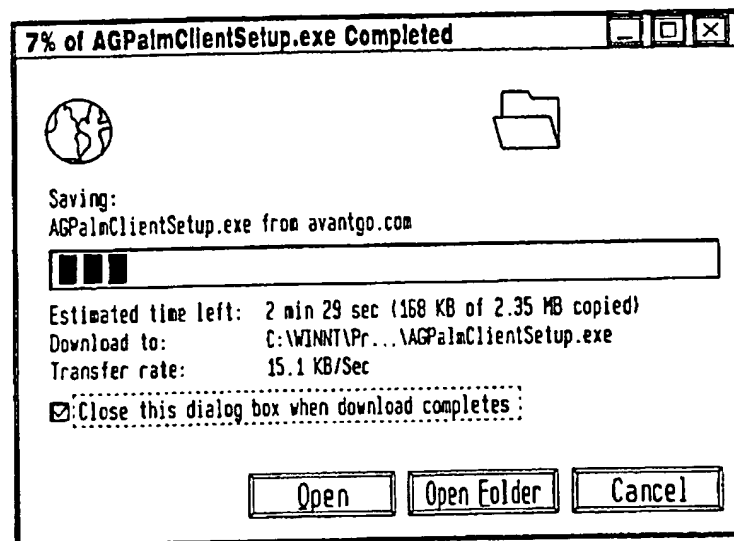 7% of AGPalmClientSetup.exe Completed
Saving:
AGPalmClientSetup.exe from avantgo.com
Estimated time left: 2 min 29 sec (168 KB of 2.35 MB copied)
Download to: C:\WINNT\Pr...\AGPalmClientSetup.exe
Transfer rate: 15.1 KB/Sec
Close this dialog box when download completes
Open Open Folder Cancel